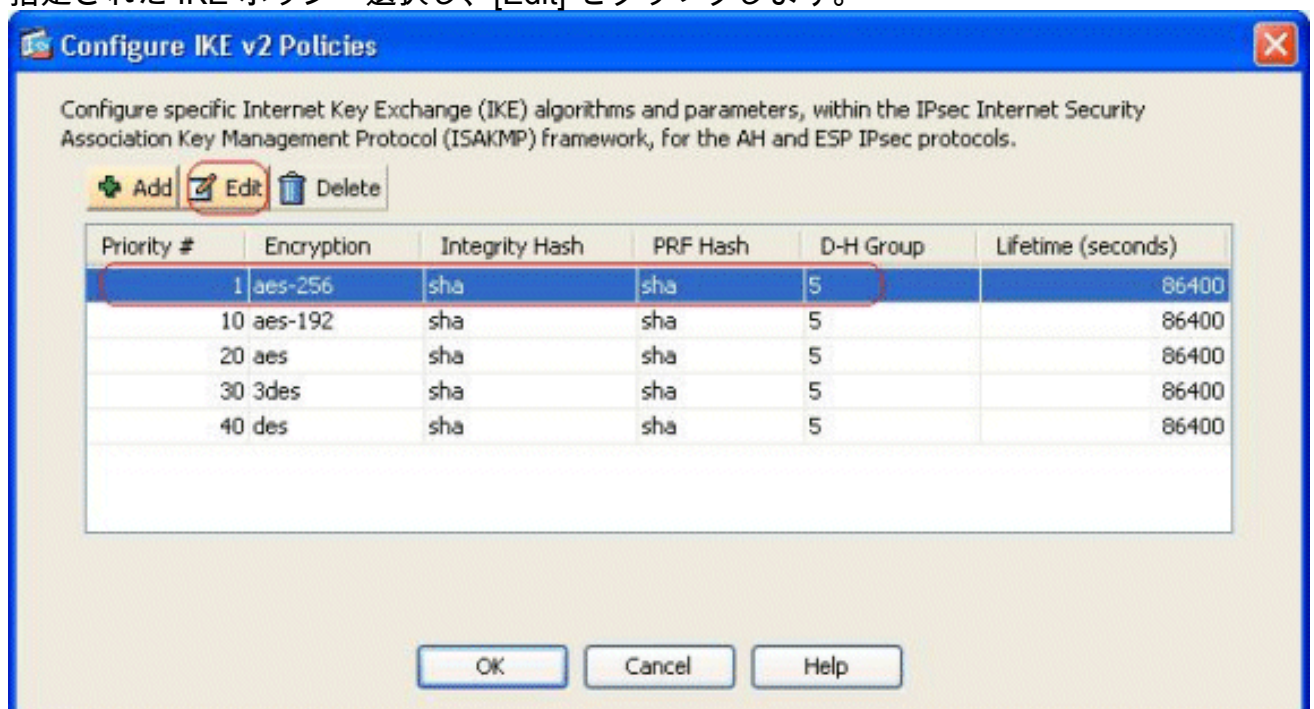 指定された IKE ポリシー選択し、[Edit] をクリックします。
Configure IKE v2 Policies
Configure specific Internet Key Exchange (IKE) algorithms and parameters, within the IPsec Internet Security
Association Key Management Protocol (ISAKMP) framework, for the AH and ESP IPsec protocols.
Add Edit Delete
Priority # Encryption Integrity Hash PRF Hash D-H Group Lifetime (seconds)
1 aes-256 sha sha 5 86400
10 aes-192 sha sha 5 86400
20 aes sha sha 5 86400
30 3des sha sha 5 86400
40 des sha sha 5 86400
OK Cancel Help